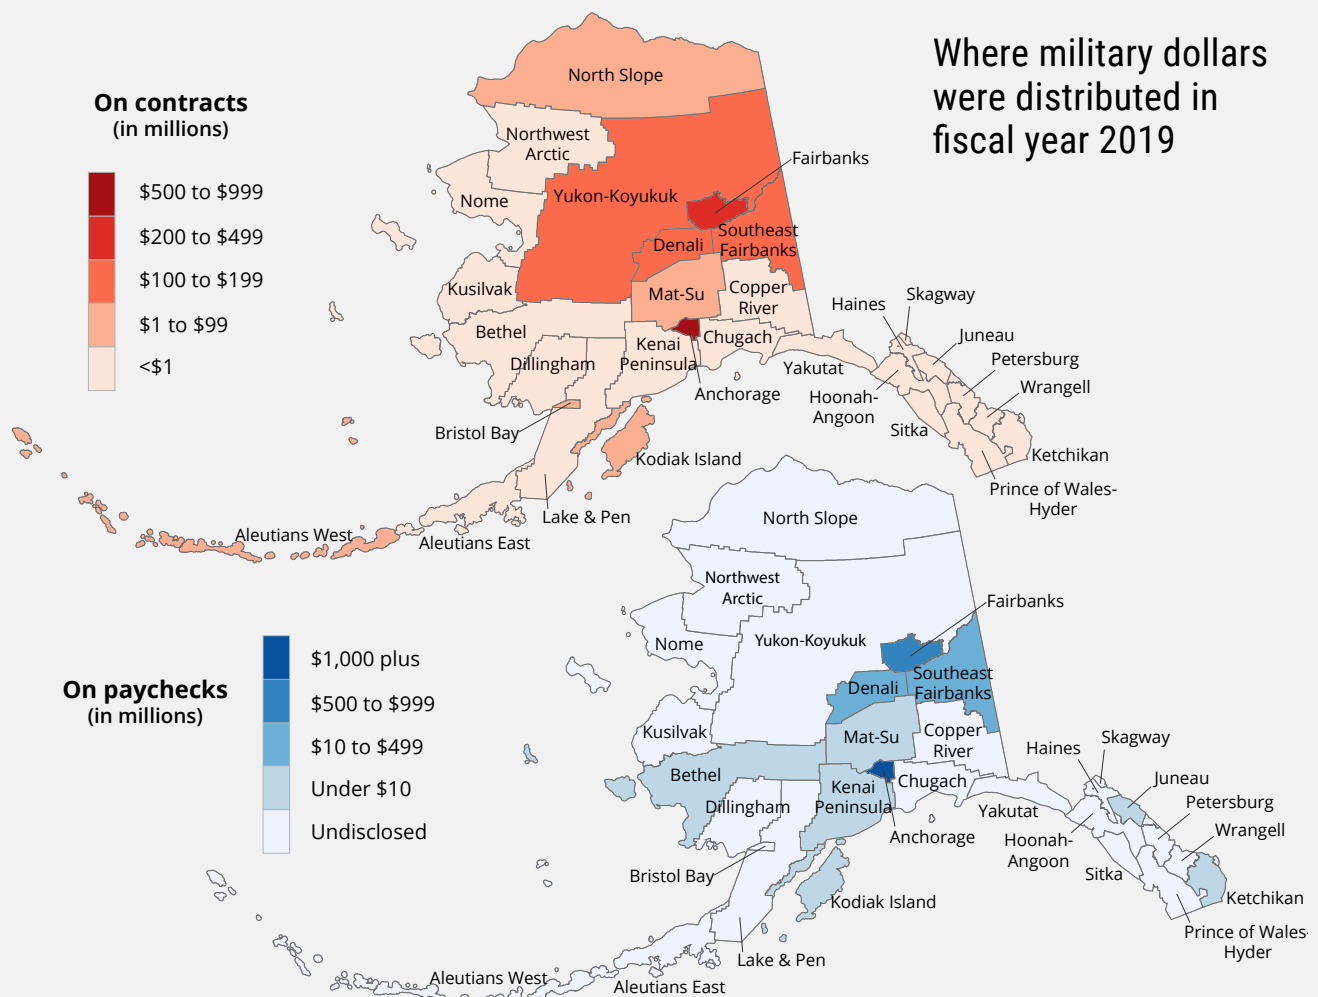 Where military dollars
were distributed in
fiscal year 2019
On contracts
(in millions)
$500 to $999
$200 to $499
$100 to $199
$1 to $99
<$1
North Slope
Northwest
Arctic
Fairbanks
Yukon-Koyukuk
Nome
Southeast
Fairbanks
Denali
Kusilvak
Mat-Su
Copper
River
Bethel
Kenai
Peninsula
Chugach
Dillingham
Anchorage
Yakutat
Haines
Skagway
Juneau
Petersburg
Wrangell
Hoonah-
Angoon
Sitka
Ketchikan
Prince of Wales-
Hyder
Bristol Bay
Kodiak Island
Lake & Pen
Aleutians West
Aleutians East
On paychecks
(in millions)
$1,000 plus
$500 to $999
$10 to $499
Under $10
Undisclosed
North Slope
Northwest
Arctic
Fairbanks
Yukon-Koyukuk
Nome
Southeast
Fairbanks
Denali
Kusilvak
Mat-Su
Copper
River
Bethel
Kenai
Peninsula
Chugach
Dillingham
Anchorage
Yakutat
Haines
Skagway
Juneau
Petersburg
Wrangell
Hoonah-
Angoon
Sitka
Ketchikan
Prince of Wales-
Hyder
Bristol Bay
Kodiak Island
Lake & Pen
Aleutians West
Aleutians East